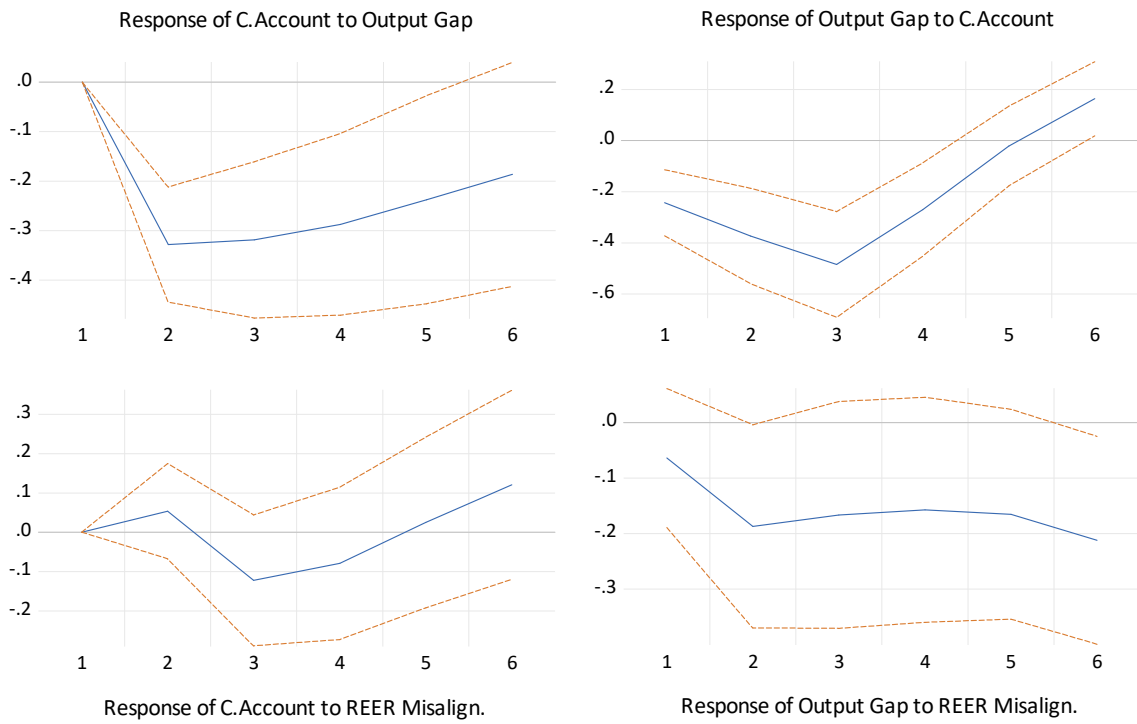 Response of C.Account to Output Gap
.0
-.1
-.2
-.3
-.4
1 2 3 4 5 6
Response of Output Gap to C.Account
.2
.0
-.2
-.4
-.6
1 2 3 4 5 6
.3
.2
.1
.0
-.1
-.2
1 2 3 4 5 6
Response of C.Account to REER Misalign.
.0
-.1
-.2
-.3
1 2 3 4 5 6
Response of Output Gap to REER Misalign.